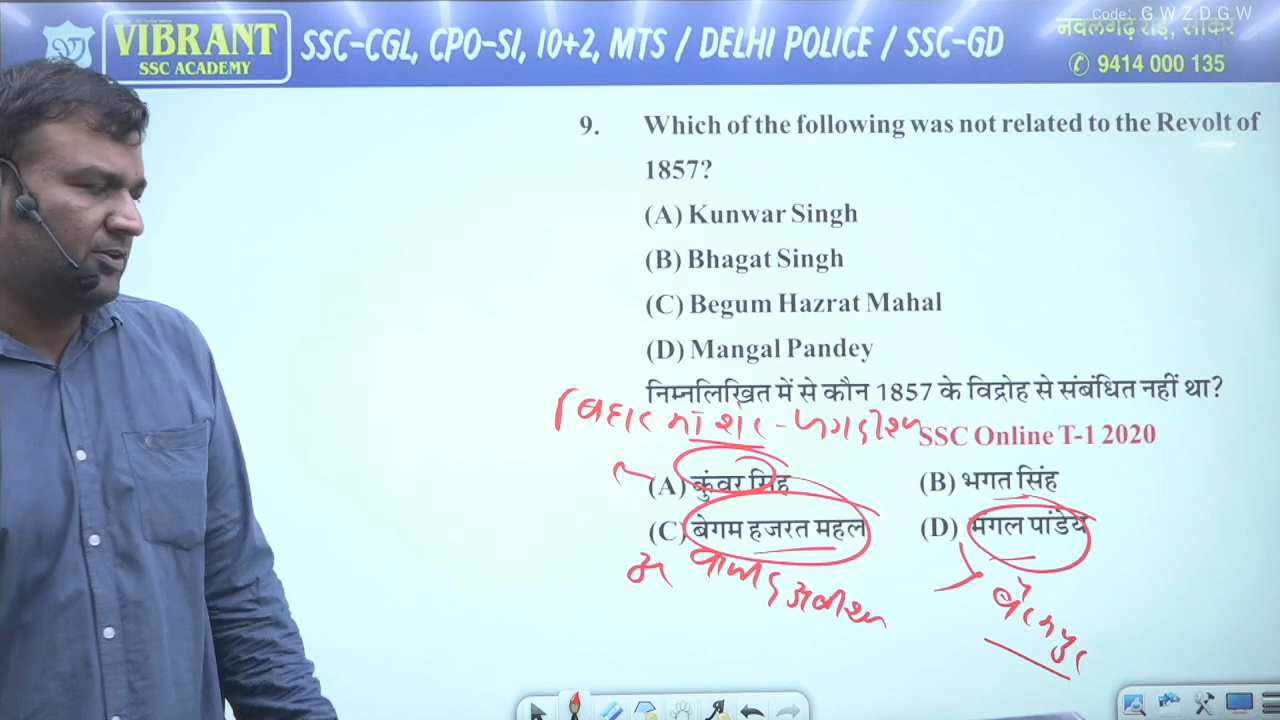 Code: G W Z D G W
VIBRANT
SSC ACADEMY
SSC-CGL, CPO-SI, 10+2, MTS / DELHI POLICE / SSC-GD
नवलगढ़ रोड़, सीकर
9414 000 135
9. Which of the following was not related to the Revolt of
1857?
(A) Kunwar Singh
(B) Bhagat Singh
(C) Begum Hazrat Mahal
(D) Mangal Pandey
निम्नलिखित में से कौन 1857 के विद्रोह से संबंधित नहीं था?
बिहार का शेर -
SSC Online T-1 2020
(A) कुंवर सिंह (B) भगत सिंह
(C) बेगम हजरत महल (D) मंगल पांडेय